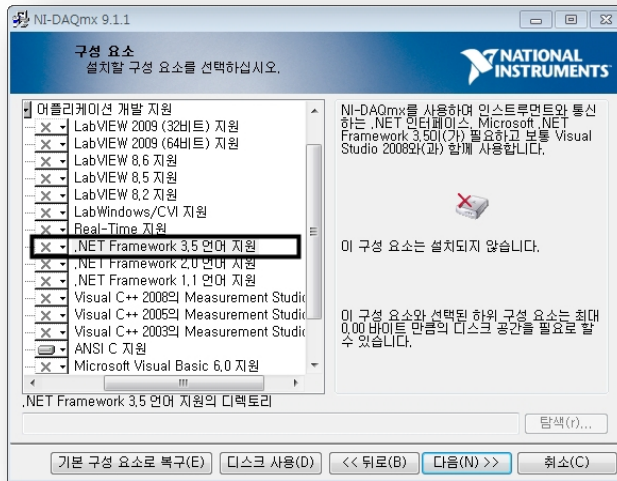 NI-DAQmx 9.1.1
구성 요소
설치할 구성 요소를 선택하십시오.
NATIONAL
INSTRUMENTS
어플리케이션 개발 지원
LabVIEW 2009 (32비트) 지원
LabVIEW 2009 (64비트) 지원
LabVIEW 8.6 지원
LabVIEW 8.5 지원
LabVIEW 8.2 지원
LabWindows/CVI 지원
Real-Time 지원
.NET Framework 3.5 언어 지원
.NET Framework 2.0 언어 지원
.NET Framework 1.1 언어 지원
Visual C++ 2008의 Measurement Studio
Visual C++ 2005의 Measurement Studio
Visual C++ 2003의 Measurement Studio
ANSI C 지원
Microsoft Visual Basic 6.0 지원
NI-DAQmx를 사용하여 인스트루먼트와 통신
하는 .NET 인터페이스. Microsoft .NET
Framework 3.5이(가) 필요하고 보통 Visual
Studio 2008와(과) 함께 사용합니다.
이 구성 요소는 설치되지 않습니다.
이 구성 요소와 선택된 하위 구성 요소는 최대
0.00 바이트 만큼의 디스크 공간을 필요로 할
수 있습니다.
.NET Framework 3.5 언어 지원의 디렉토리
탐색(r)...
기본 구성 요소로 복구(E)
디스크 사용(D)
<< 뒤로(B)
다음(N) >>
취소(C)